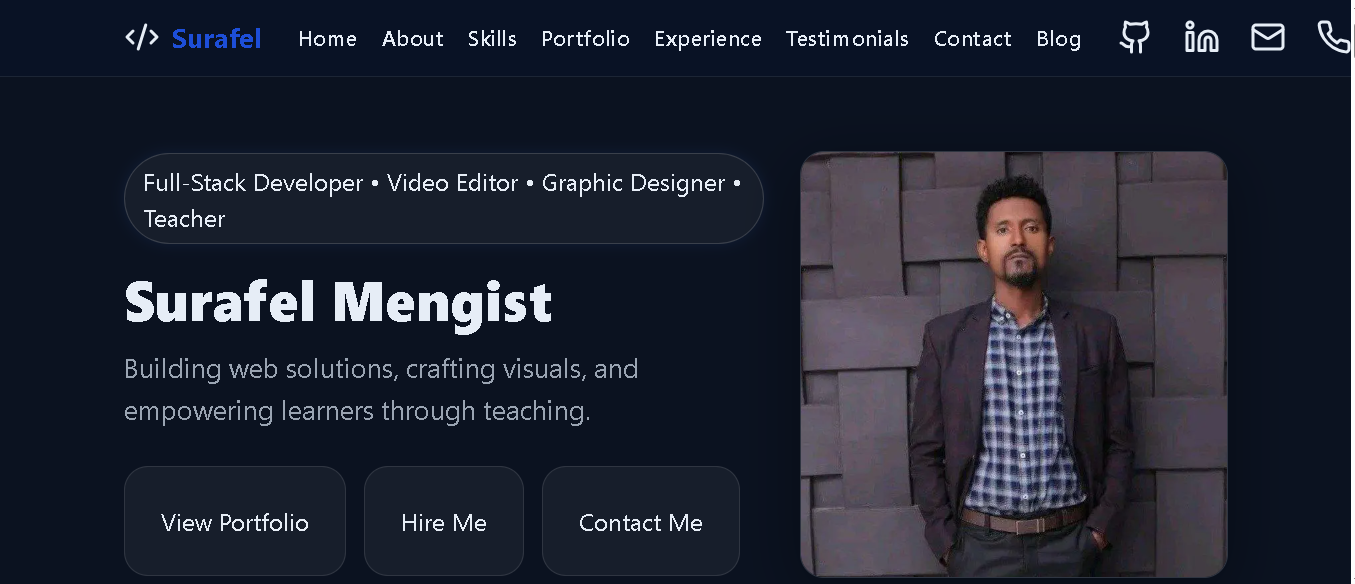 </> Surafel Home About Skills Portfolio Experience Testimonials Contact Blog
Full-Stack Developer • Video Editor • Graphic Designer •
Teacher
Surafel Mengist
Building web solutions, crafting visuals, and
empowering learners through teaching.
View Portfolio Hire Me Contact Me